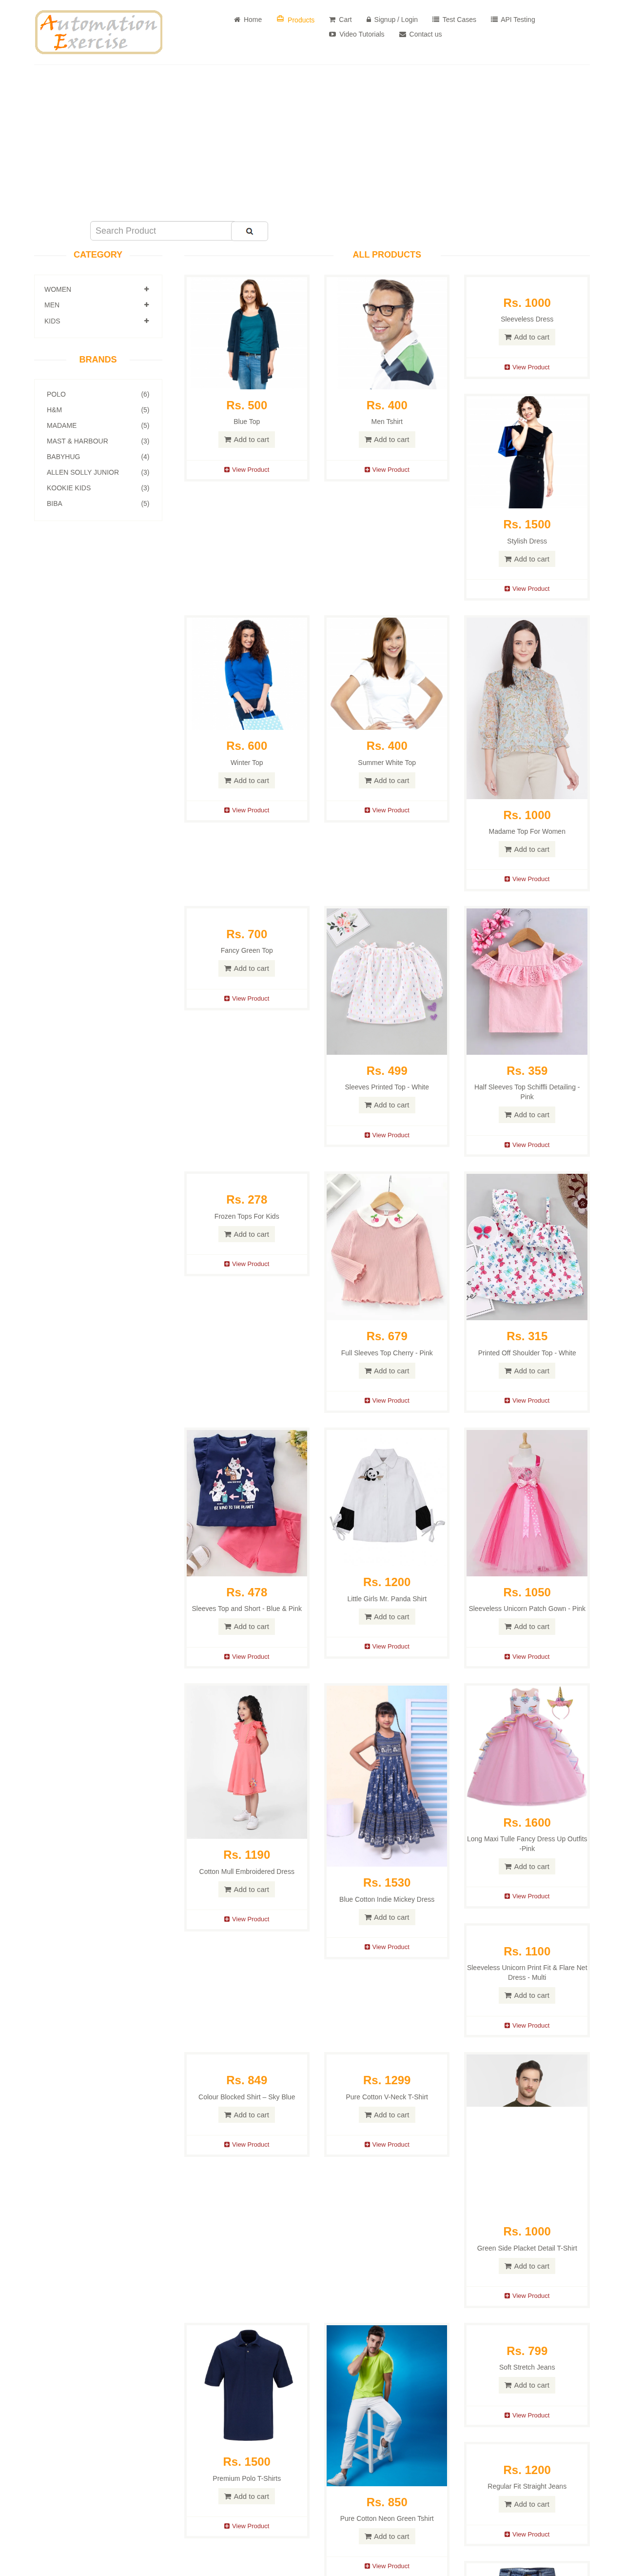 Automation
Exercise
Home
Products
Cart
Signup / Login
Test Cases
API Testing
Video Tutorials
Contact us
Search Product
CATEGORY
WOMEN
MEN
KIDS
BRANDS
POLO (6)
H&M (5)
MADAME (5)
MAST & HARBOUR (3)
BABYHUG (4)
ALLEN SOLLY JUNIOR (3)
KOOKIE KIDS (3)
BIBA (5)
ALL PRODUCTS
Rs. 500
Blue Top
Add to cart
View Product
Rs. 400
Men Tshirt
Add to cart
View Product
Rs. 1000
Sleeveless Dress
Add to cart
View Product
Rs. 1500
Stylish Dress
Add to cart
View Product
Rs. 600
Winter Top
Add to cart
View Product
Rs. 400
Summer White Top
Add to cart
View Product
Rs. 1000
Madame Top For Women
Add to cart
View Product
Rs. 700
Fancy Green Top
Add to cart
View Product
Rs. 499
Sleeves Printed Top - White
Add to cart
View Product
Rs. 359
Half Sleeves Top Schiffli Detailing -
Pink
Add to cart
View Product
Rs. 278
Frozen Tops For Kids
Add to cart
View Product
Rs. 679
Full Sleeves Top Cherry - Pink
Add to cart
View Product
Rs. 315
Printed Off Shoulder Top - White
Add to cart
View Product
Rs. 478
Sleeves Top and Short - Blue & Pink
Add to cart
View Product
Rs. 1200
Little Girls Mr. Panda Shirt
Add to cart
View Product
Rs. 1050
Sleeveless Unicorn Patch Gown - Pink
Add to cart
View Product
Rs. 1190
Cotton Mull Embroidered Dress
Add to cart
View Product
Rs. 1530
Blue Cotton Indie Mickey Dress
Add to cart
View Product
Rs. 1600
Long Maxi Tulle Fancy Dress Up Outfits
-Pink
Add to cart
View Product
Rs. 1100
Sleeveless Unicorn Print Fit & Flare Net
Dress - Multi
Add to cart
View Product
Rs. 849
Colour Blocked Shirt – Sky Blue
Add to cart
View Product
Rs. 1299
Pure Cotton V-Neck T-Shirt
Add to cart
View Product
Rs. 1000
Green Side Placket Detail T-Shirt
Add to cart
View Product
Rs. 1500
Premium Polo T-Shirts
Add to cart
View Product
Rs. 850
Pure Cotton Neon Green Tshirt
Add to cart
View Product
Rs. 799
Soft Stretch Jeans
Add to cart
View Product
Rs. 1200
Regular Fit Straight Jeans
Add to cart
View Product